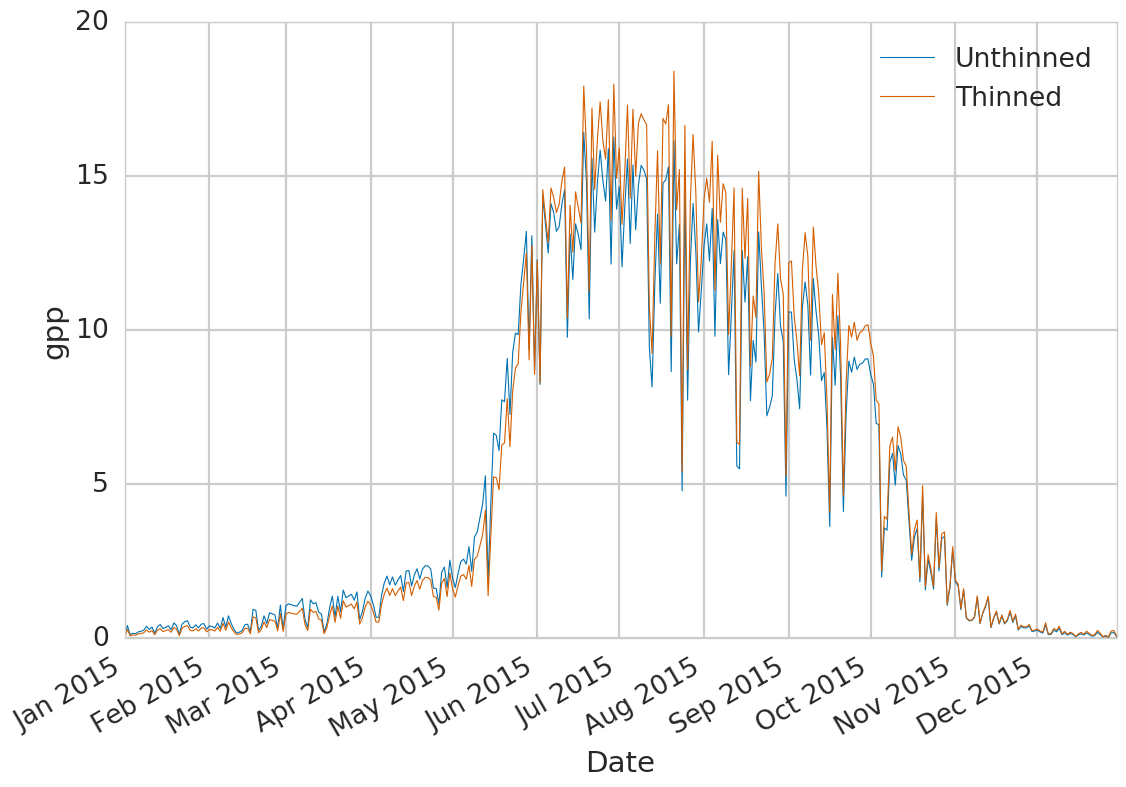 20
15
10
5
0
gpp
Unthinned
Thinned
Jan 2015
Feb 2015
Mar 2015
Apr 2015
May 2015
Jun 2015
Jul 2015
Aug 2015
Sep 2015
Oct 2015
Nov 2015
Dec 2015
Date